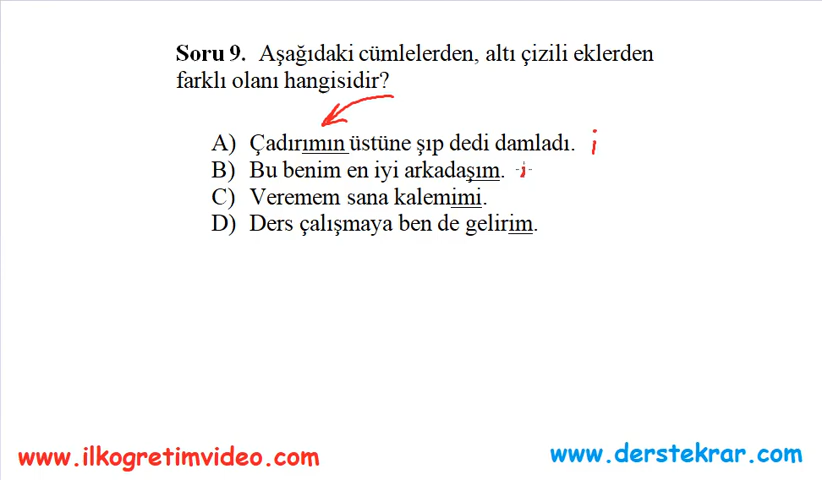 Soru 9. Aşağıdaki cümlelerden, altı çizili eklerden
farklı olanı hangisidir?
A) Çadırımın üstüne şıp dedi damladı. i
B) Bu benim en iyi arkadaşım. i
C) Veremem sana kalemimi.
D) Ders çalışmaya ben de gelirim.
www.ilkogretimvideo.com
www.derstekrar.com